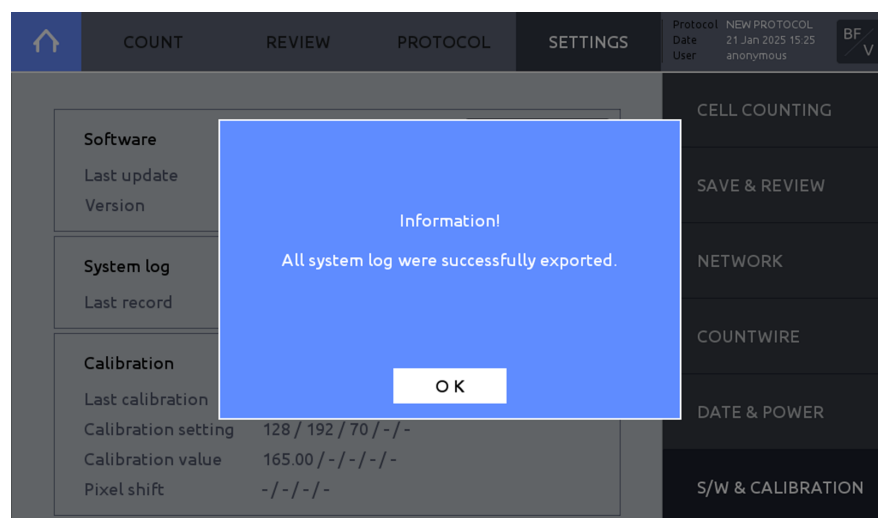 COUNT REVIEW PROTOCOL SETTINGS
Protocol NEW PROTOCOL
Date 21 Jan 2025 15:25
User anonymous
BF
V
Software
Last update
Version
System log
Last record
Calibration
Last calibration
Calibration setting 128 / 192 / 70 / - / -
Calibration value 165.00 / - / - / - / -
Pixel shift - / - / - / -
Information!
All system log were successfully exported.
OK
CELL COUNTING
SAVE & REVIEW
NETWORK
COUNTWIRE
DATE & POWER
S/W & CALIBRATION